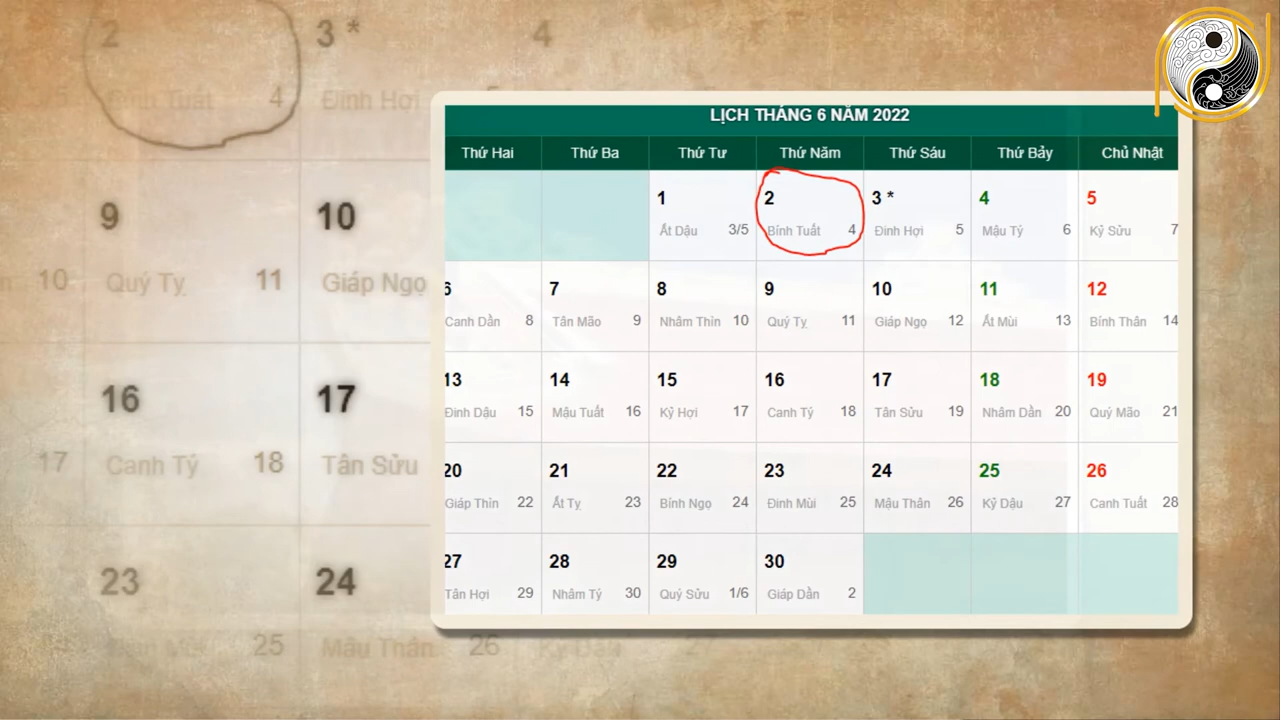 2
3 *
4
4
Đinh Hợi
9
10
10
Quý Tỵ
11
Giáp Ngọ
16
17
17
Canh Tý
18
Tân Sửu
23
24
25
Mậu Thân
26
Kỷ Dậu
27
LỊCH THÁNG 6 NĂM 2022
Thứ Hai Thứ Ba Thứ Tư Thứ Năm Thứ Sáu Thứ Bảy Chủ Nhật
1 2 3 * 4 5
Ất Dậu 3/5 Bính Tuất 4 Đinh Hợi 5 Mậu Tý 6 Kỷ Sửu 7
6 7 8 9 10 11 12
Canh Dần 8 Tân Mão 9 Nhâm Thìn 10 Quý Tỵ 11 Giáp Ngọ 12 Ất Mùi 13 Bính Thân 14
13 14 15 16 17 18 19
Đinh Dậu 15 Mậu Tuất 16 Kỷ Hợi 17 Canh Tý 18 Tân Sửu 19 Nhâm Dần 20 Quý Mão 21
20 21 22 23 24 25 26
Giáp Thìn 22 Ất Tỵ 23 Bính Ngọ 24 Đinh Mùi 25 Mậu Thân 26 Kỷ Dậu 27 Canh Tuất 28
27 28 29 30
Tân Hợi 29 Nhâm Tý 30 Quý Sửu 1/6 Giáp Dần 2